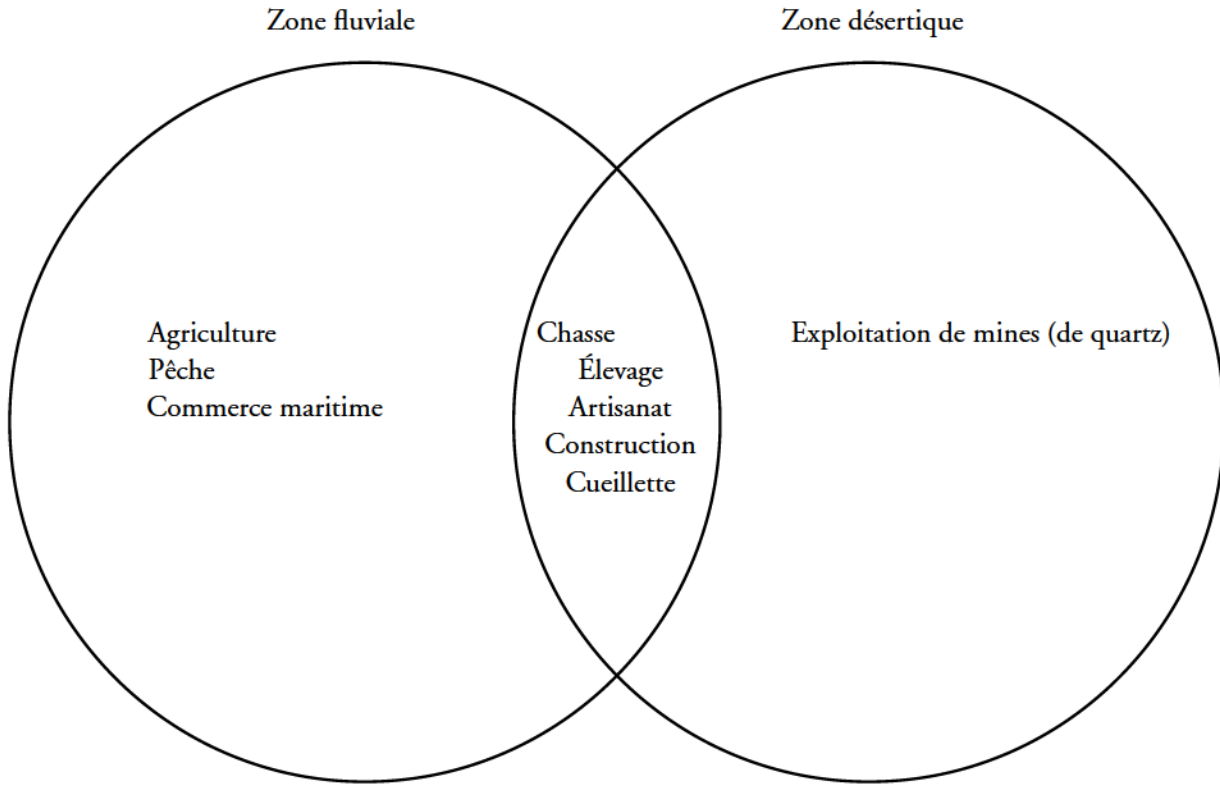 Zone fluviale
Zone désertique
Agriculture
Pêche
Commerce maritime
Chasse
Élevage
Artisanat
Construction
Cueillette
Exploitation de mines (de quartz)